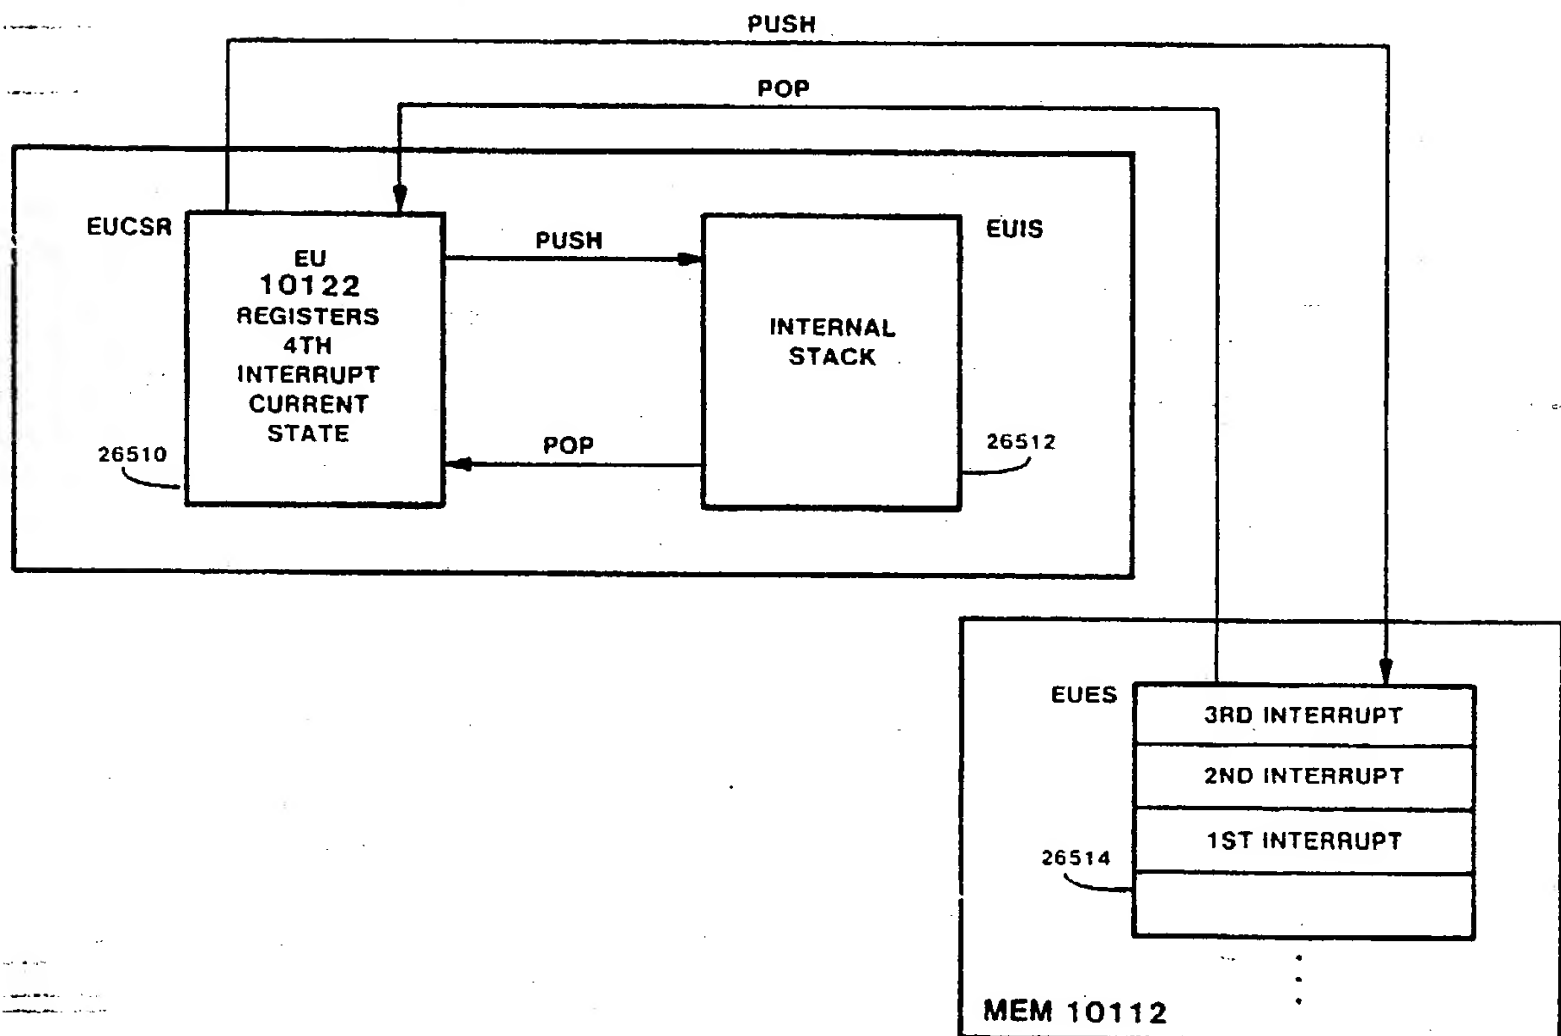 PUSH
POP
EUCSR
EU
10122
REGISTERS
4TH
INTERRUPT
CURRENT
STATE
26510
PUSH
POP
INTERNAL
STACK
EUIS
26512
EUES
3RD INTERRUPT
2ND INTERRUPT
1ST INTERRUPT
26514
MEM 10112